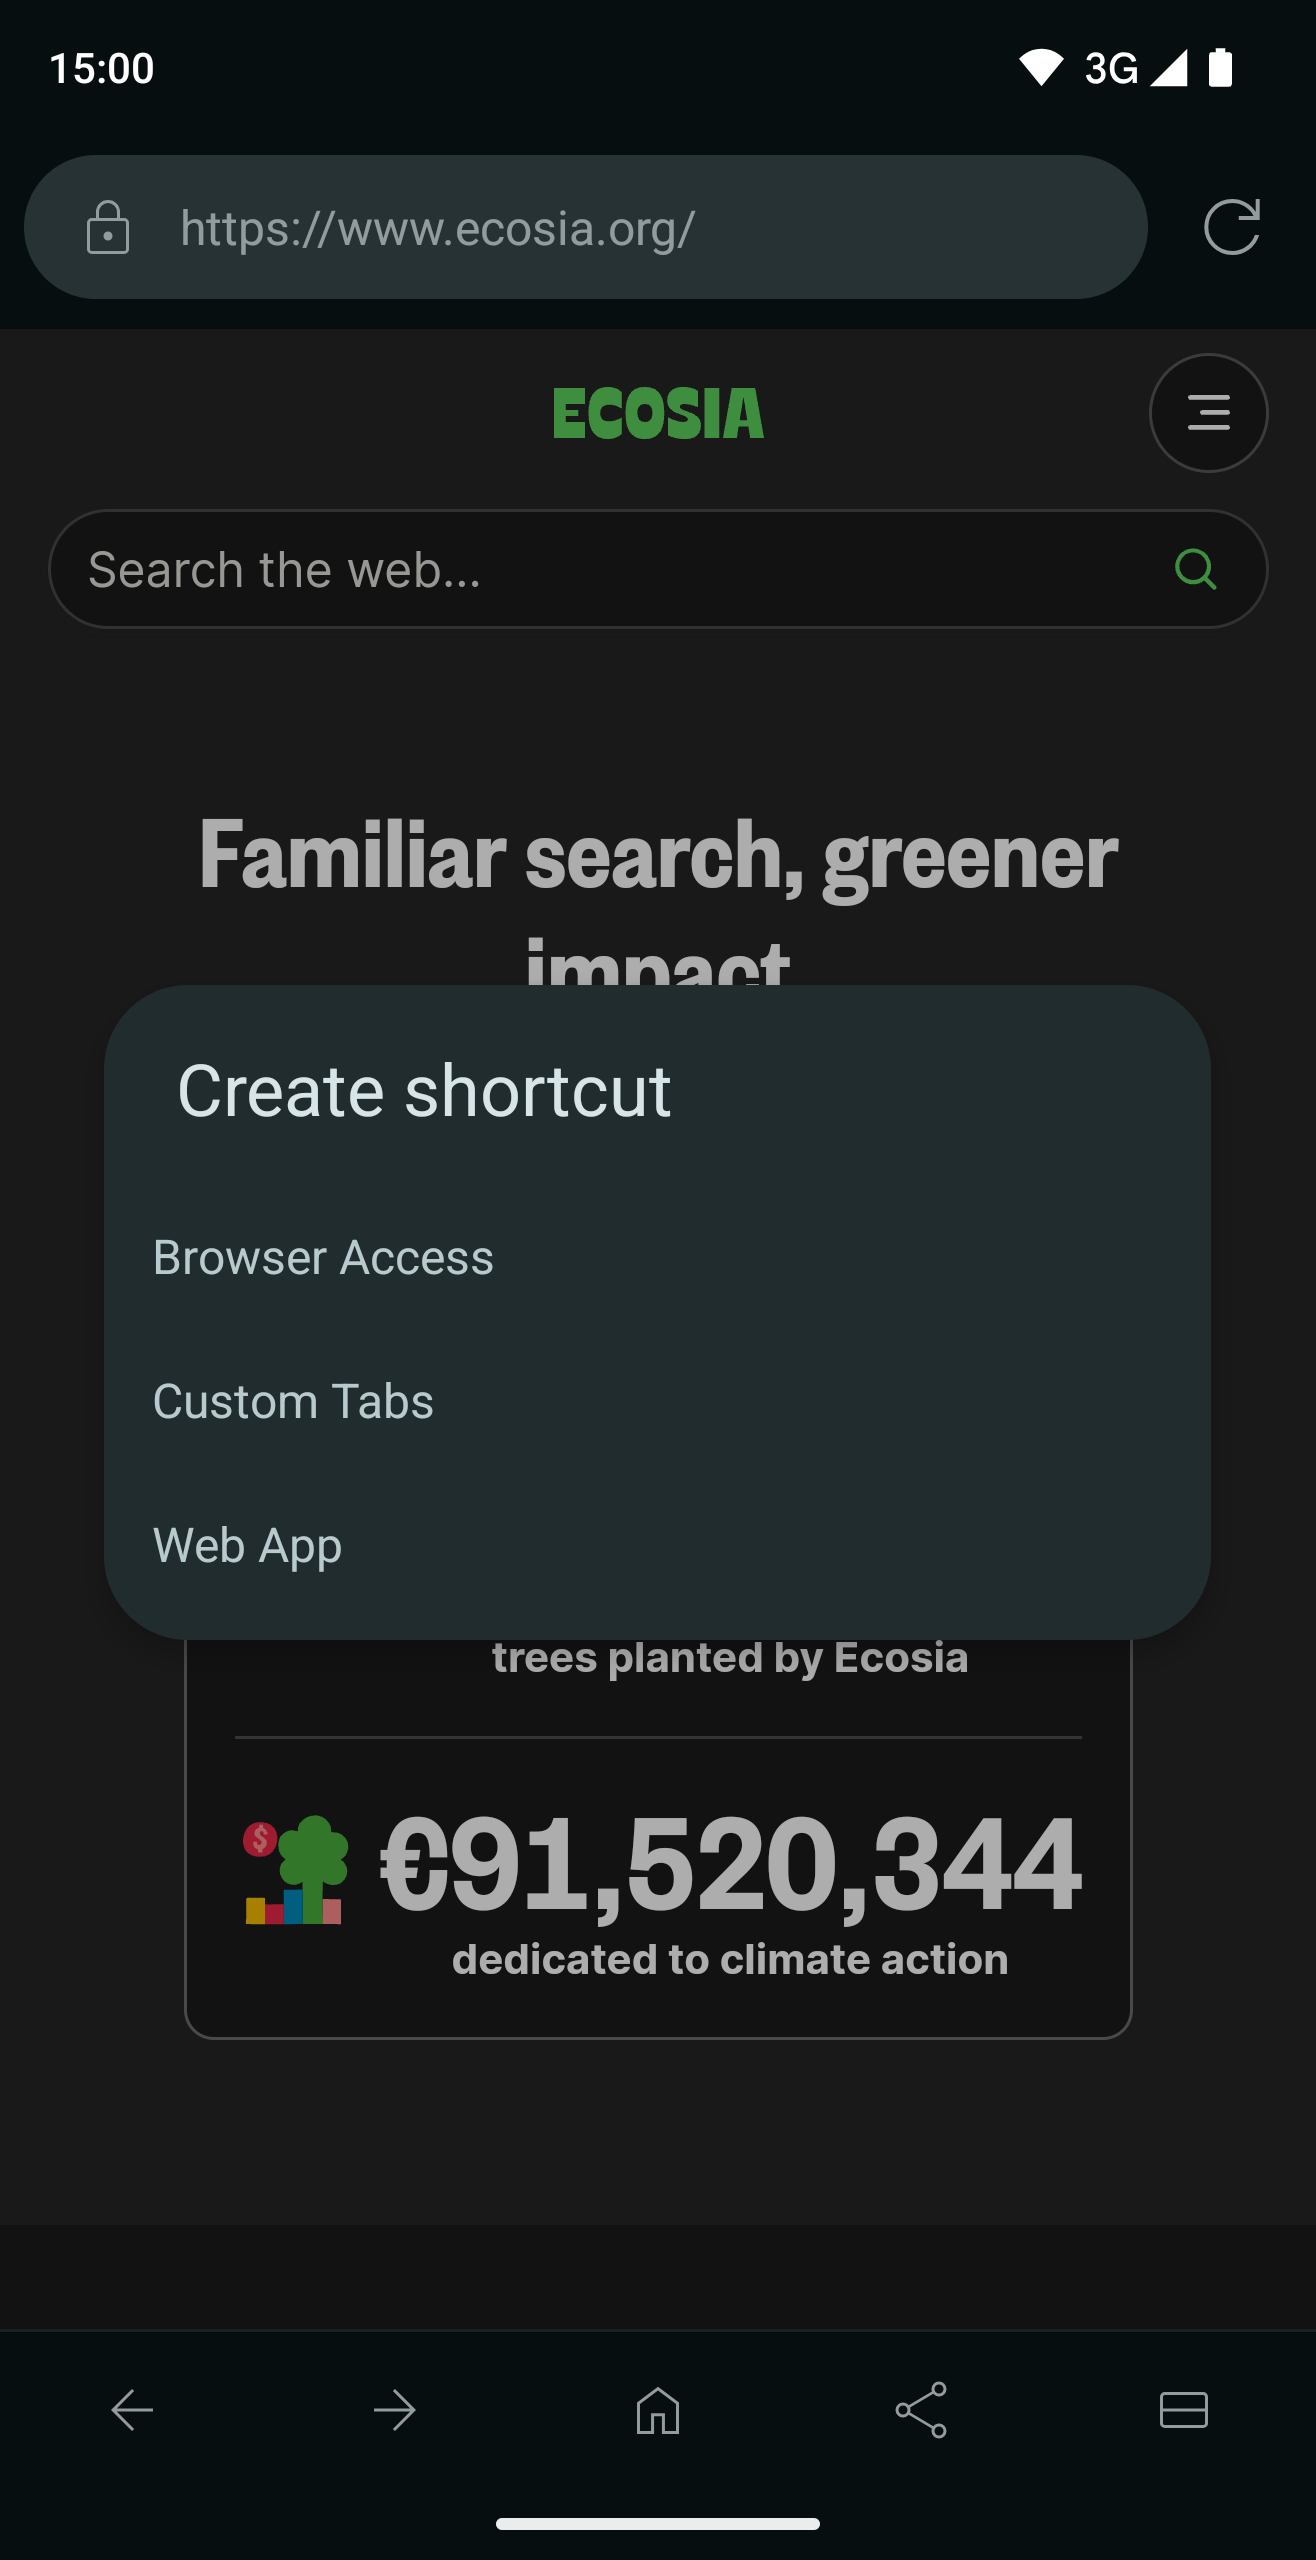 15:00
3G
https://www.ecosia.org/
ECOSIA
Search the web...
Familiar search, greener
impact
Create shortcut
Browser Access
Custom Tabs
Web App
trees planted by Ecosia
$
€91,520,344
dedicated to climate action